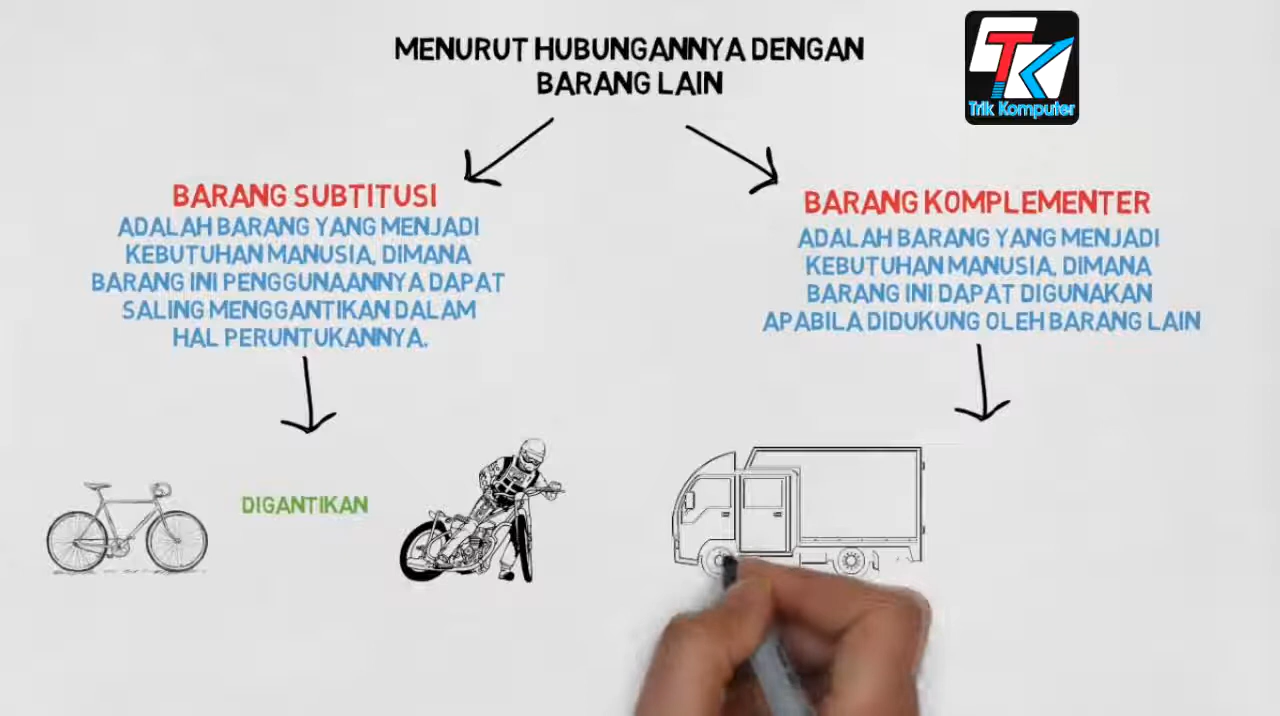 MENURUT HUBUNGANNYA DENGAN
BARANG LAIN
TK
Trik Komputer
BARANG SUBTITUSI
ADALAH BARANG YANG MENJADI
KEBUTUHAN MANUSIA, DIMANA
BARANG INI PENGGUNAANNYA DAPAT
SALING MENGGANTIKAN DALAM
HAL PERUNTUKANNYA.
BARANG KOMPLEMENTER
ADALAH BARANG YANG MENJADI
KEBUTUHAN MANUSIA, DIMANA
BARANG INI DAPAT DIGUNAKAN
APABILA DIDUKUNG OLEH BARANG LAIN
DIGANTIKAN